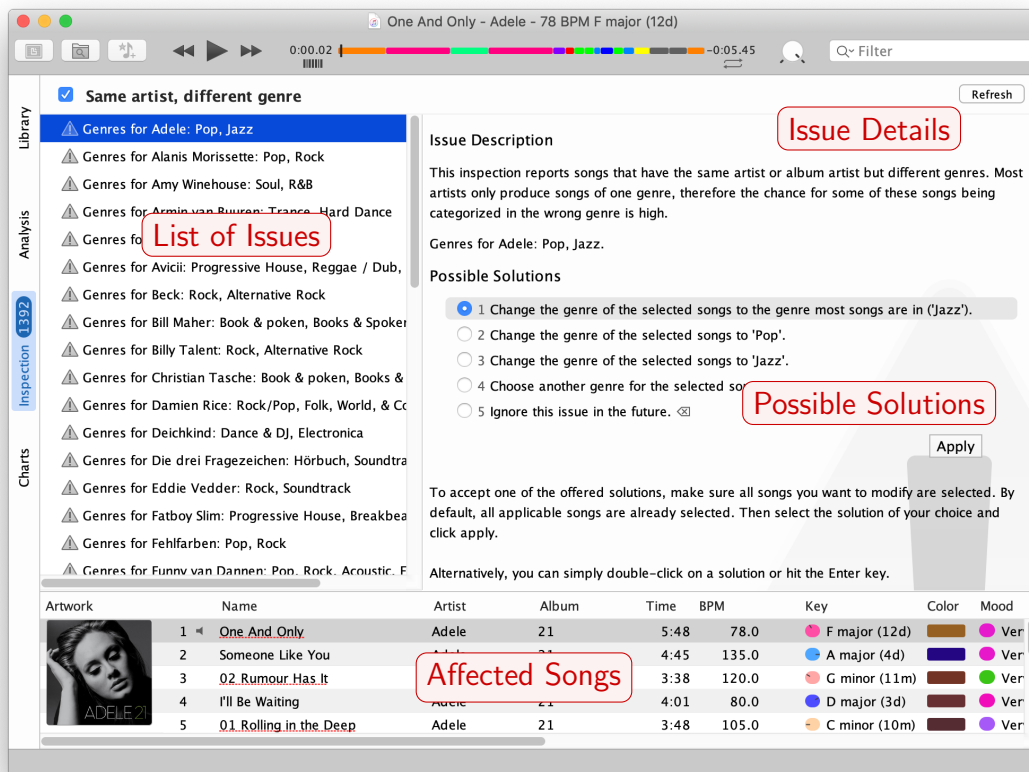 One And Only - Adele - 78 BPM F major (12d)
0:00.02
-0:05.45
Filter
Library
Analysis
Inspection 1392
Charts
Same artist, different genre
Refresh
Genres for Adele: Pop, Jazz
Genres for Alanis Morissette: Pop, Rock
Genres for Amy Winehouse: Soul, R&B
Genres for Armin van Buuren: Trance, Hard Dance
Genres fo
Genres for Avicii: Progressive House, Reggae / Dub,
Genres for Beck: Rock, Alternative Rock
Genres for Bill Maher: Book & poken, Books & Spoken
Genres for Billy Talent: Rock, Alternative Rock
Genres for Christian Tasche: Book & poken, Books &
Genres for Damien Rice: Rock/Pop, Folk, World, & Co
Genres for Deichkind: Dance & DJ, Electronica
Genres for Die drei Fragezeichen: Hörbuch, Soundtra
Genres for Eddie Vedder: Rock, Soundtrack
Genres for Fatboy Slim: Progressive House, Breakbea
Genres for Fehlfarben: Pop, Rock
Genres for Funny van Dannen: Pop, Rock, Acoustic, F
List of Issues
Issue Details
Issue Description
This inspection reports songs that have the same artist or album artist but different genres. Most
artists only produce songs of one genre, therefore the chance for some of these songs being
categorized in the wrong genre is high.
Genres for Adele: Pop, Jazz.
Possible Solutions
1 Change the genre of the selected songs to the genre most songs are in ('Jazz').
2 Change the genre of the selected songs to 'Pop'.
3 Change the genre of the selected songs to 'Jazz'.
4 Choose another genre for the selected so
5 Ignore this issue in the future.
Possible Solutions
Apply
To accept one of the offered solutions, make sure all songs you want to modify are selected. By
default, all applicable songs are already selected. Then select the solution of your choice and
click apply.
Alternatively, you can simply double-click on a solution or hit the Enter key.
Artwork Name Artist Album Time BPM Key Color Mood
1 One And Only Adele 21 5:48 78.0 F major (12d) Ver
2 Someone Like You Adele 21 4:45 135.0 A major (4d) Ver
3 02 Rumour Has It 3:38 120.0 G minor (11m) Ver
4 I'll Be Waiting Adele 21 4:01 80.0 D major (3d) Ver
5 01 Rolling in the Deep Adele 21 3:48 105.0 C minor (10m) Ver
ADELE 21
Affected Songs